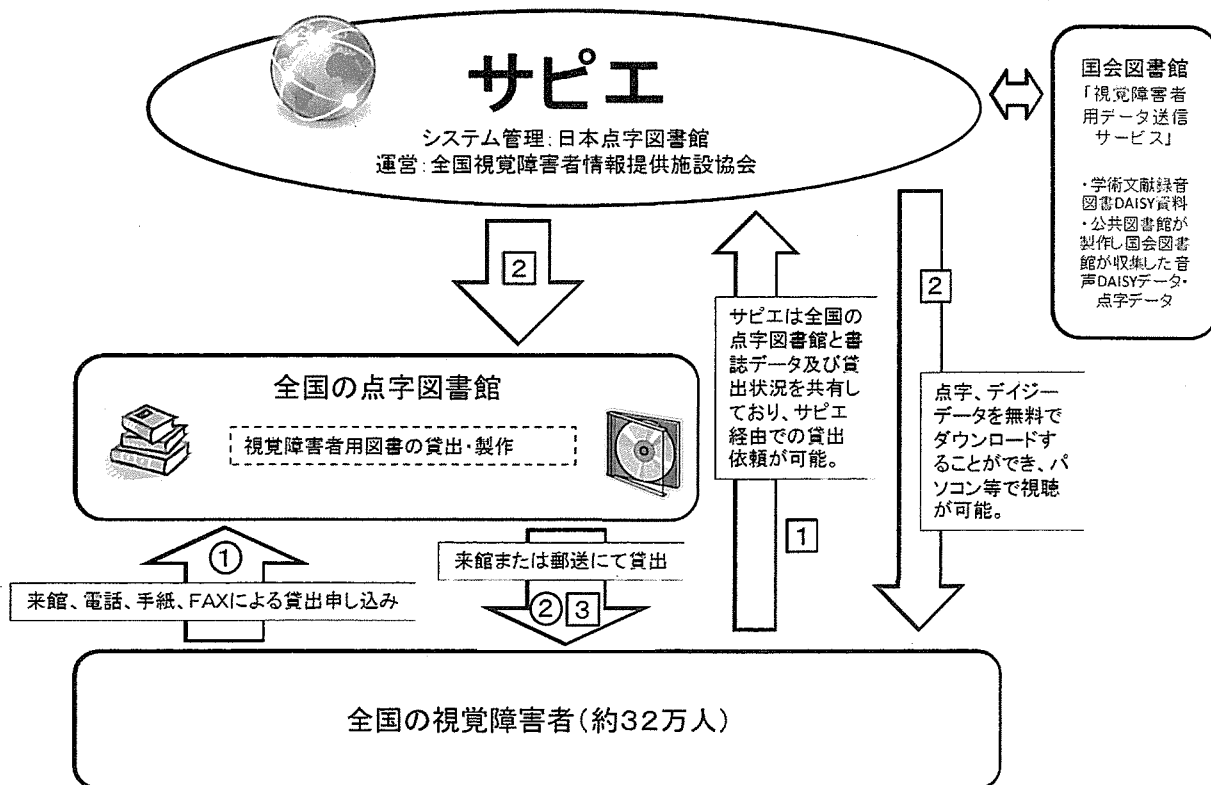 サピエ
システム管理:日本点字図書館
運営:全国視覚障害者情報提供施設協会
国会図書館
「視覚障害者
用データ送信
サービス」
・学術文献録音
図書DAISY資料
・公共図書館が
製作し国会図書
館が収集した音
声DAISYデータ・
点字データ
2
サピエは全国の
点字図書館と書
誌データ及び貸
出状況を共有し
ており、サピエ
経由での貸出
依頼が可能。
1
2
点字、デイジー
データを無料で
ダウンロードす
ることができ、パ
ソコン等で視聴
が可能。
全国の点字図書館
視覚障害者用図書の貸出・製作
①
来館、電話、手紙、FAXによる貸出申し込み
来館または郵送にて貸出
② 3
全国の視覚障害者(約32万人)